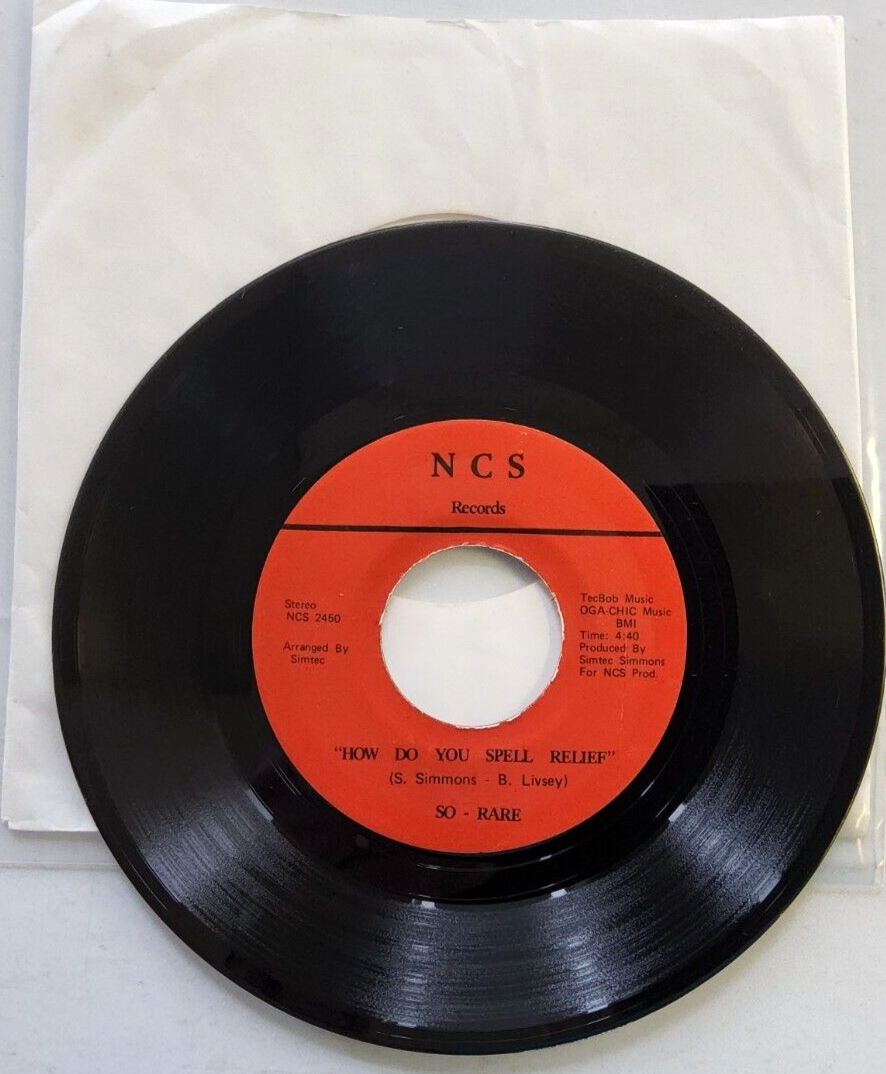 N C S
Records
Stereo
NCS 2450
Arranged By
Simtec
TecBob Music
OGA-CHIC Music
BMI
Time: 4:40
Produced By
Simtec Simmons
For NCS Prod.
"HOW DO YOU SPELL RELIEF"
(S. Simmons - B. Livsey)
SO - RARE